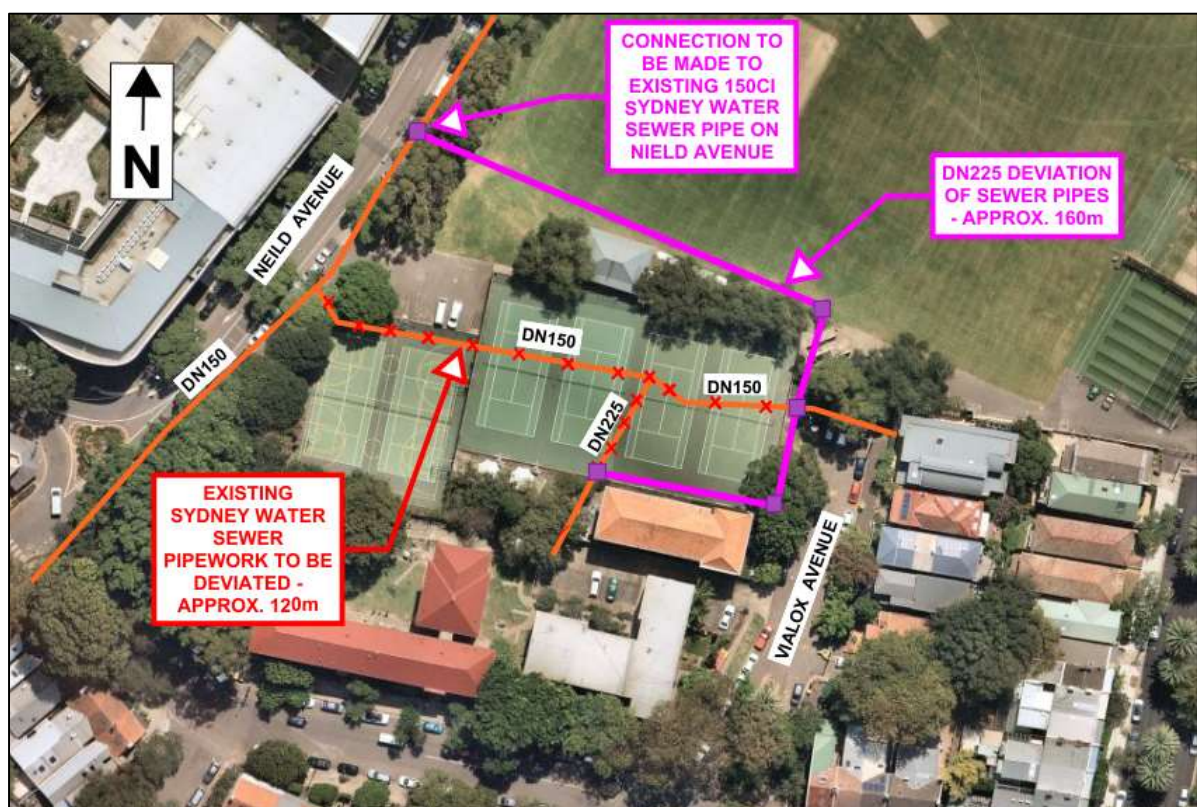 CONNECTION TO
BE MADE TO
EXISTING 150CI
SYDNEY WATER
SEWER PIPE ON
NIELD AVENUE
N
DN225 DEVIATION
OF SEWER PIPES
- APPROX. 160m
NEILD AVENUE
DN150
DN150
DN150
DN225
EXISTING
SYDNEY WATER
SEWER
PIPEWORK TO BE
DEVIATED -
APPROX. 120m
VIALOX AVENUE